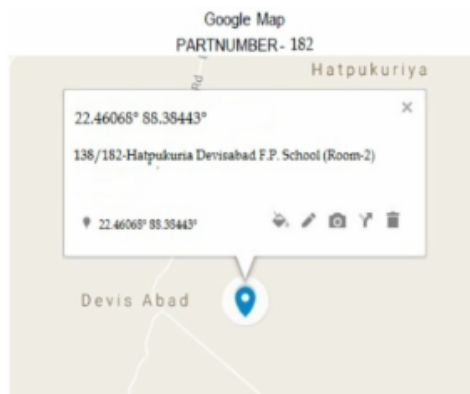 Google Map
PARTNUMBER- 182
Rd
Hatpukuriya
22.46068° 88.38443°
138/182-Hatpukuria Devisabad F.P. School (Room-2)
22.46068° 88.38443°
Devis Abad